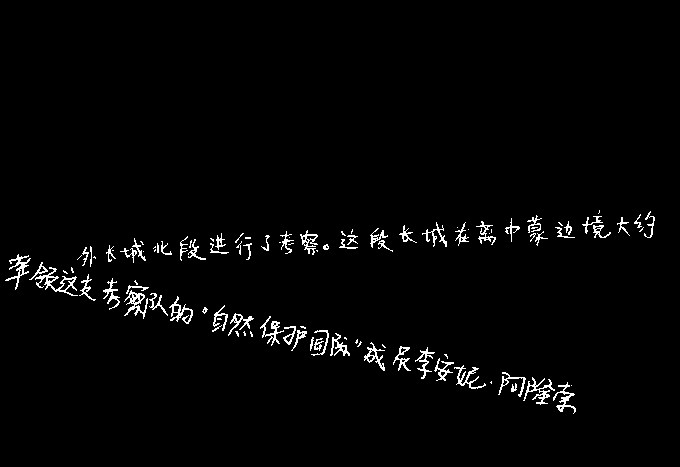 外长城北段进行了考察。这段长城在离中蒙边境大约
率领这支考察队的“自然保护团队”成员李安妮·阿隆索